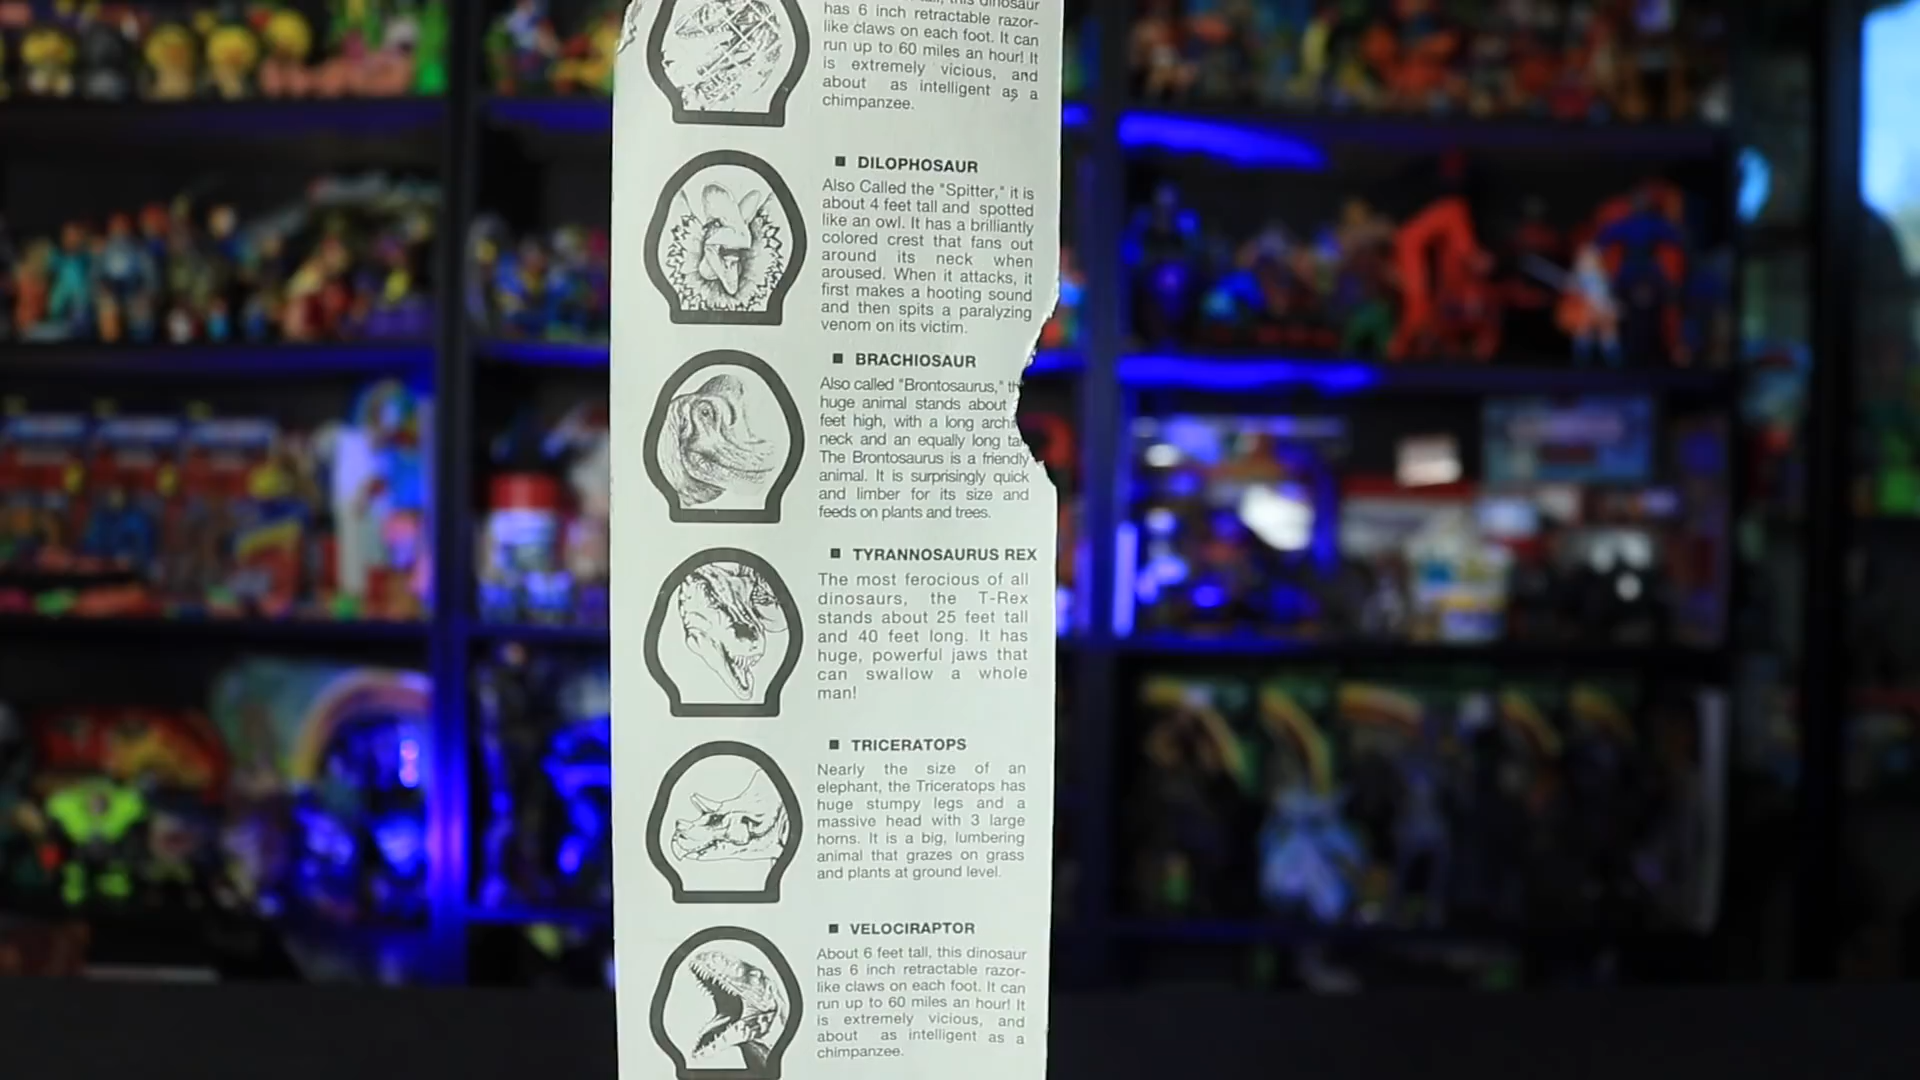 this dinosaur
has 6 inch retractable razor-
like claws on each foot. It can
run up to 60 miles an hour! It
is extremely vicious, and
about as intelligent as a
chimpanzee.
■ DILOPHOSAUR
Also Called the "Spitter," it is
about 4 feet tall and spotted
like an owl. It has a brilliantly
colored crest that fans out
around its neck when
aroused. When it attacks, it
first makes a hooting sound
and then spits a paralyzing
venom on its victim.
■ BRACHIOSAUR
Also called "Brontosaurus,"
huge animal stands about
feet high, with a long
neck and an equally long
The Brontosaurus is a friendly
animal. It is surprisingly quick
and limber for its size and
feeds on plants and trees.
■ TYRANNOSAURUS REX
The most ferocious of all
dinosaurs, the T-Rex
stands about 25 feet tall
and 40 feet long. It has
huge, powerful jaws that
can swallow a whole
man!
■ TRICERATOPS
Nearly the size of an
elephant, the Triceratops has
huge stumpy legs and a
massive head with 3 large
horns. It is a big, lumbering
animal that grazes on grass
and plants at ground level.
■ VELOCIRAPTOR
About 6 feet tall, this dinosaur
has 6 inch retractable razor-
like claws on each foot. It can
run up to 60 miles an hour! It
is extremely vicious, and
about as intelligent as a
chimpanzee.